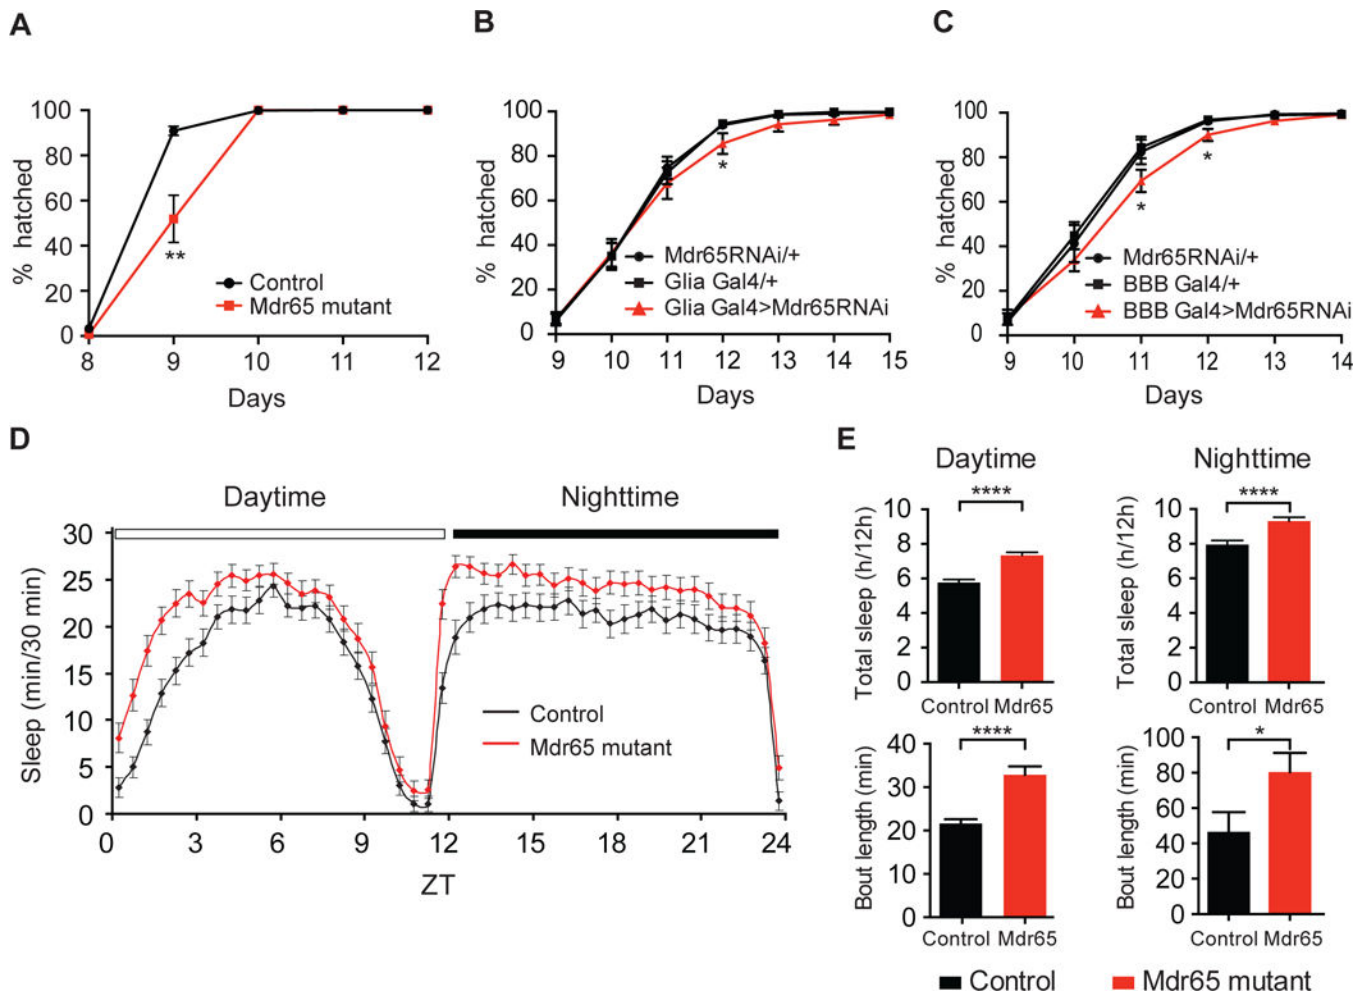 A
B
C
% hatched
100
80
60
40
20
0
**
Control
Mdr65 mutant
8 9 10 11 12
Days
% hatched
100
80
60
40
20
0
*
Mdr65RNAi/+
Glia Gal4/+
Glia Gal4>Mdr65RNAi
9 10 11 12 13 14 15
Days
% hatched
100
80
60
40
20
0
*
*
Mdr65RNAi/+
BBB Gal4/+
BBB Gal4>Mdr65RNAi
9 10 11 12 13 14
Days
D
Daytime
Nighttime
Sleep (min/30 min)
30
25
20
15
10
5
0
Control
Mdr65 mutant
0 3 6 9 12 15 18 21 24
ZT
E
Daytime
Nighttime
Total sleep (h/12h)
10
8
6
4
2
0
****
Control Mdr65
Total sleep (h/12h)
10
8
6
4
2
0
****
Control Mdr65
Bout length (min)
40
30
20
10
0
****
Control Mdr65
Bout length (min)
100
80
60
40
20
0
*
Control Mdr65
Control
Mdr65 mutant